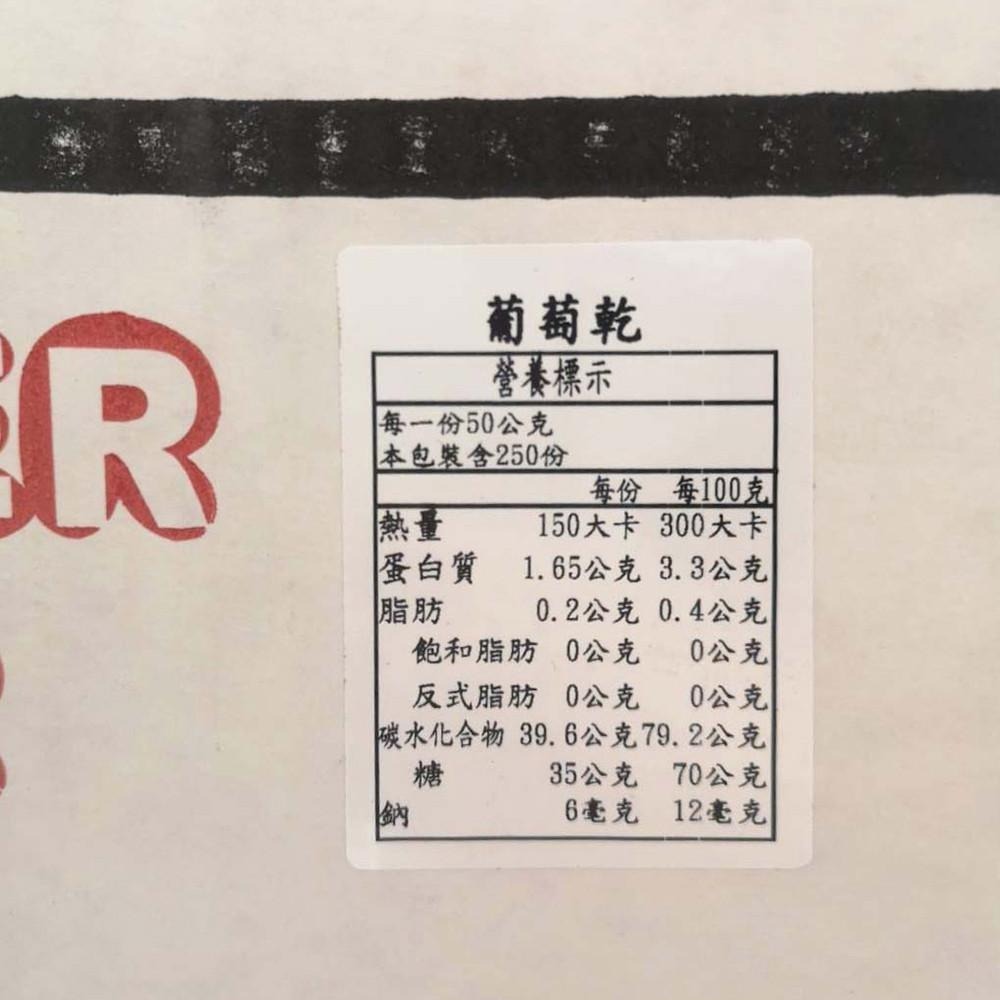 R
葡萄乾
營養標示
每一份50公克
本包裝含250份
每份 每100克
熱量 150大卡 300大卡
蛋白質 1.65公克 3.3公克
脂肪 0.2公克 0.4公克
飽和脂肪 0公克 0公克
反式脂肪 0公克 0公克
碳水化合物 39.6公克 79.2公克
糖 35公克 70公克
鈉 6毫克 12毫克